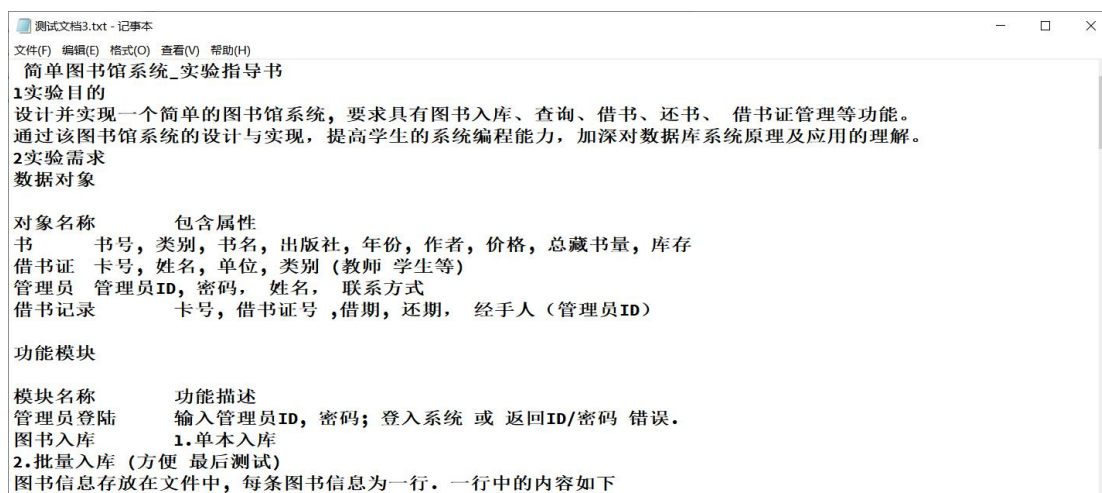 测试文档3.txt - 记事本
文件(F) 编辑(E) 格式(O) 查看(V) 帮助(H)
简单图书馆系统_实验指导书
1实验目的
设计并实现一个简单的图书馆系统，要求具有图书入库、查询、借书、还书、 借书证管理等功能。
通过该图书馆系统的设计与实现，提高学生的系统编程能力，加深对数据库系统原理及应用的理解。
2实验需求
数据对象
对象名称 包含属性
书 书号，类别，书名，出版社，年份，作者，价格，总藏书量，库存
借书证 卡号，姓名，单位，类别 (教师 学生等)
管理员 管理员ID，密码， 姓名， 联系方式
借书记录 卡号，借书证号 ,借期，还期， 经手人（管理员ID）
功能模块
模块名称 功能描述
管理员登陆 输入管理员ID，密码；登入系统 或 返回ID/密码 错误.
图书入库 1.单本入库
2.批量入库 (方便 最后测试)
图书信息存放在文件中，每条图书信息为一行. 一行中的内容如下